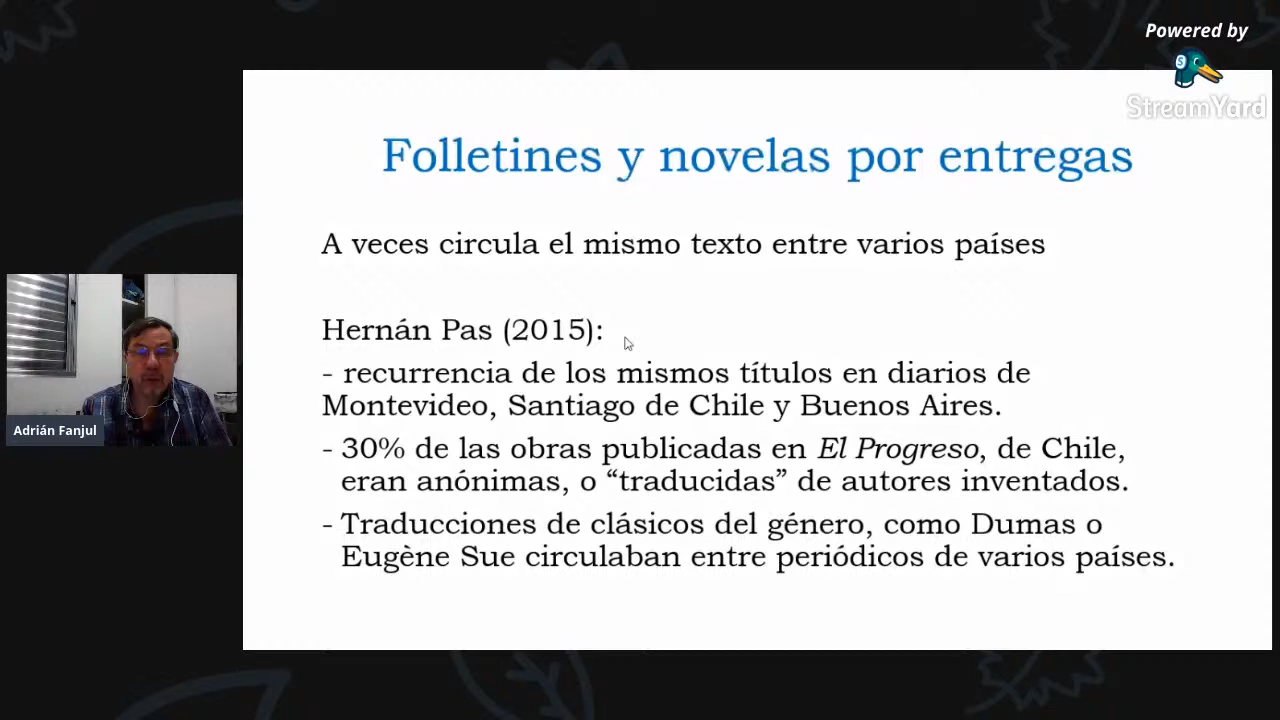 Powered by
StreamYard
Folletines y novelas por entregas
A veces circula el mismo texto entre varios países
Hernán Pas (2015):
- recurrencia de los mismos títulos en diarios de
Montevideo, Santiago de Chile y Buenos Aires.
- 30% de las obras publicadas en El Progreso, de Chile,
eran anónimas, o “traducidas” de autores inventados.
- Traducciones de clásicos del género, como Dumas o
Eugène Sue circulaban entre periódicos de varios países.
Adrián Fanjul